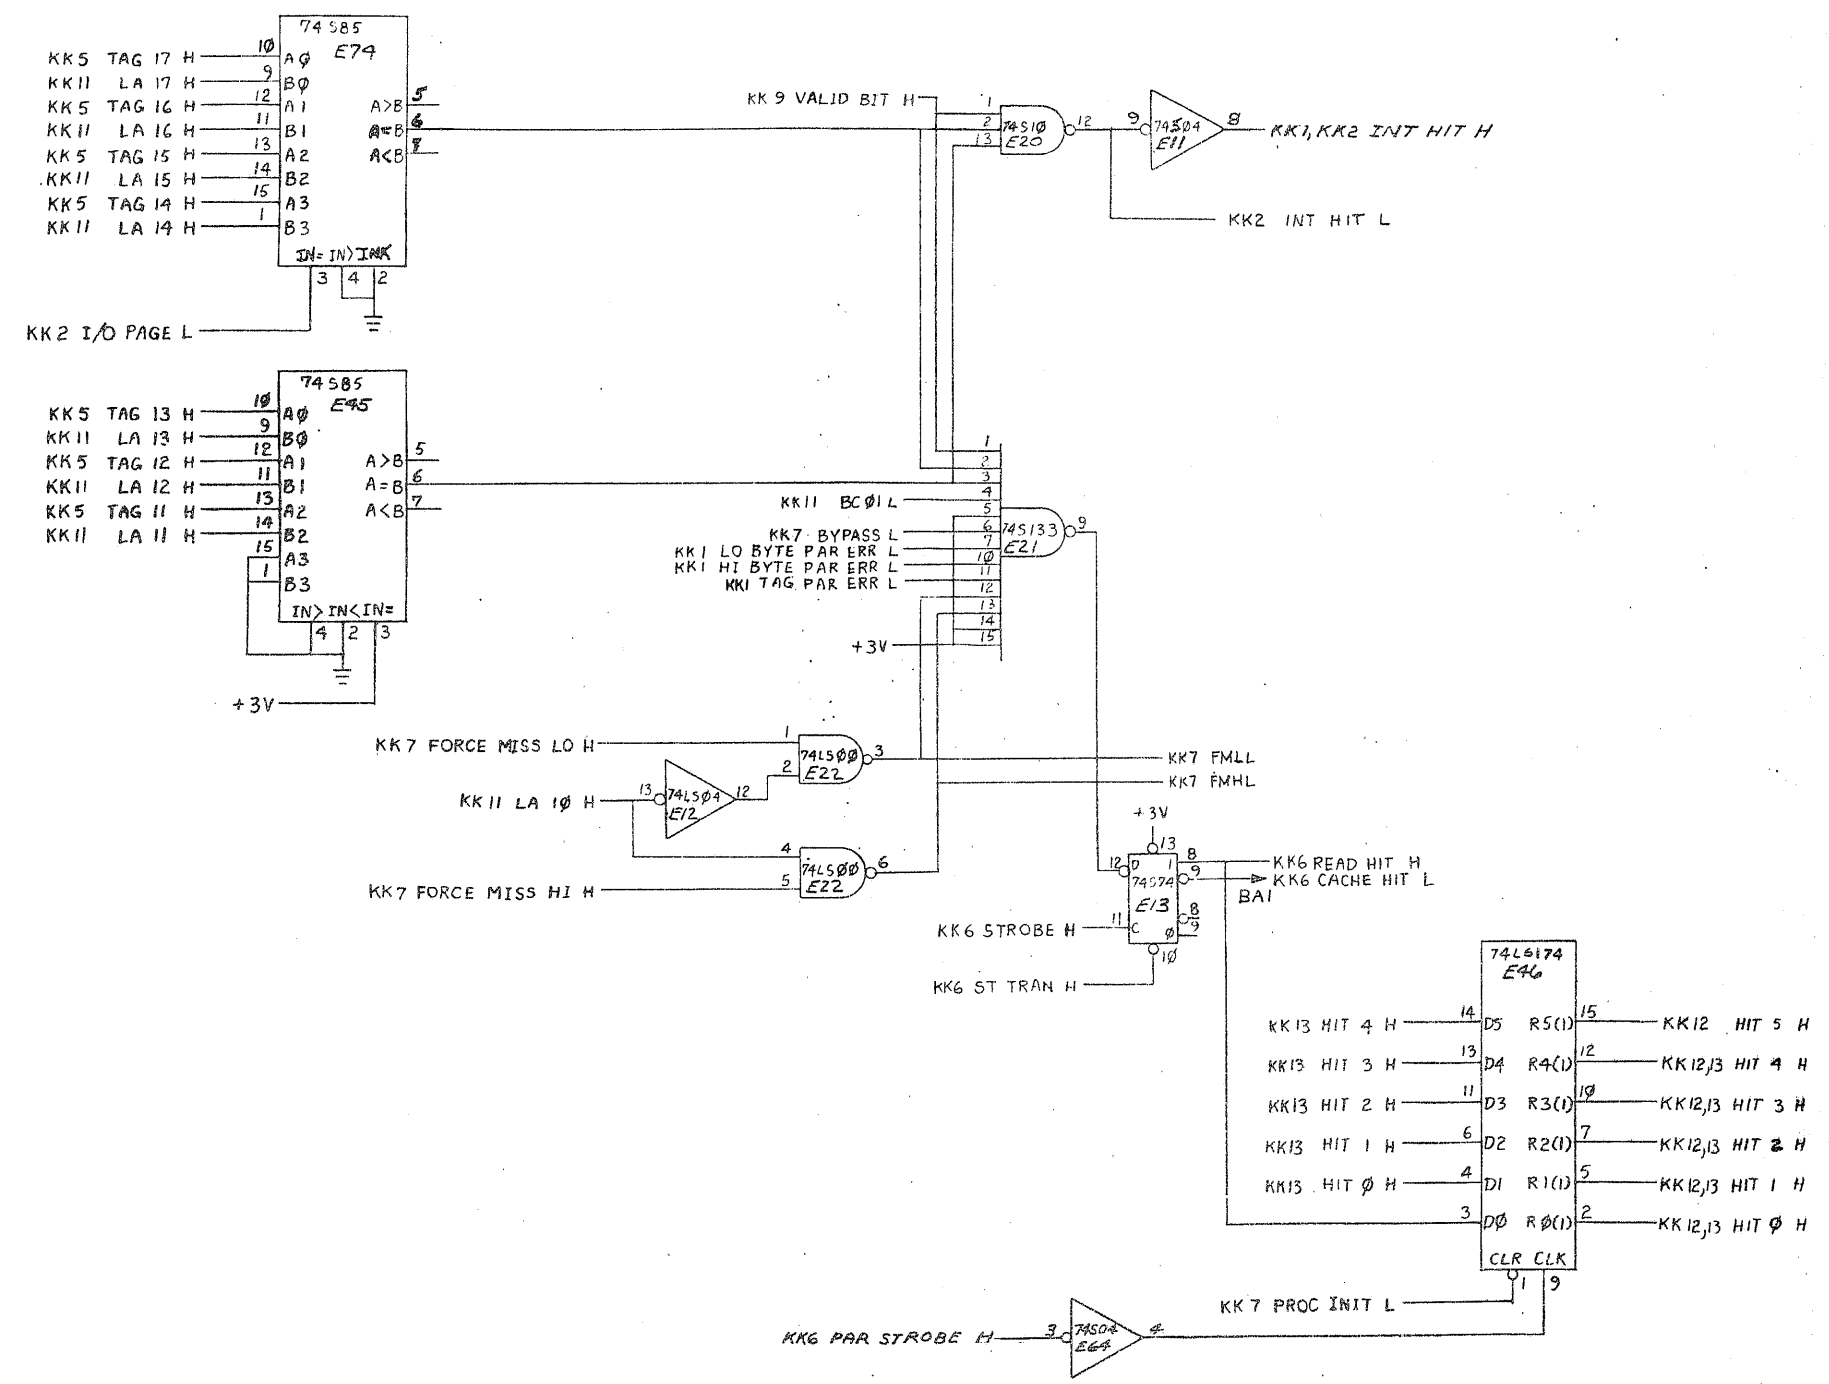 74S85
E74
KK5 TAG 17 H 10 A0
KK11 LA 17 H 9 B0
KK5 TAG 16 H 12 A1 A>B 5
KK11 LA 16 H 11 B1 A=B 6
KK5 TAG 15 H 13 A2 A<B 7
KK11 LA 15 H 14 B2
KK5 TAG 14 H 15 A3
KK11 LA 14 H 1 B3
IN= IN> IN<
3 4 2
KK2 I/O PAGE L
KK9 VALID BIT H
1
2
13
74S10
E20
12
9
74S04
E11
8
KK1,KK2 INT HIT H
KK2 INT HIT L
74S85
E45
KK5 TAG 13 H 10 A0
KK11 LA 13 H 9 B0
KK5 TAG 12 H 12 A1 A>B 5
KK11 LA 12 H 11 B1 A=B 6
KK5 TAG 11 H 13 A2 A<B 7
KK11 LA 11 H 14 B2
15 A3
1 B3
IN> IN< IN=
4 2 3
+3V
1
2
3
KK11 BC01 L 4
5
KK7 BYPASS L 6
KK1 LO BYTE PAR ERR L 7
KK1 HI BYTE PAR ERR L 10
KK1 TAG PAR ERR L 11
12
13
14
+3V 15
74S133
E21
9
KK7 FORCE MISS LO H 1
2
74LS00
E22
3
KK7 FMLL
KK7 FMHL
KK11 LA 10 H
13
74LS04
E12
12
4
74LS00
E22
6
KK7 FORCE MISS HI H 5
+3V
13
12 D 1 8 KK6 READ HIT H
74S74
9 KK6 CACHE HIT L
BA1
E13
8
9
KK6 STROBE H 11 C 0
10
KK6 ST TRAN H
74LS174
E46
KK13 HIT 4 H 14 D5 R5(1) 15 KK12 HIT 5 H
KK13 HIT 3 H 13 D4 R4(1) 12 KK12,13 HIT 4 H
KK13 HIT 2 H 11 D3 R3(1) 10 KK12,13 HIT 3 H
KK13 HIT 1 H 6 D2 R2(1) 7 KK12,13 HIT 2 H
KK13 HIT 0 H 4 D1 R1(1) 5 KK12,13 HIT 1 H
3 D0 R0(1) 2 KK12,13 HIT 0 H
CLR CLK
1 9
KK7 PROC INIT L
KK6 PAR STROBE H 3
74S04
E64
4